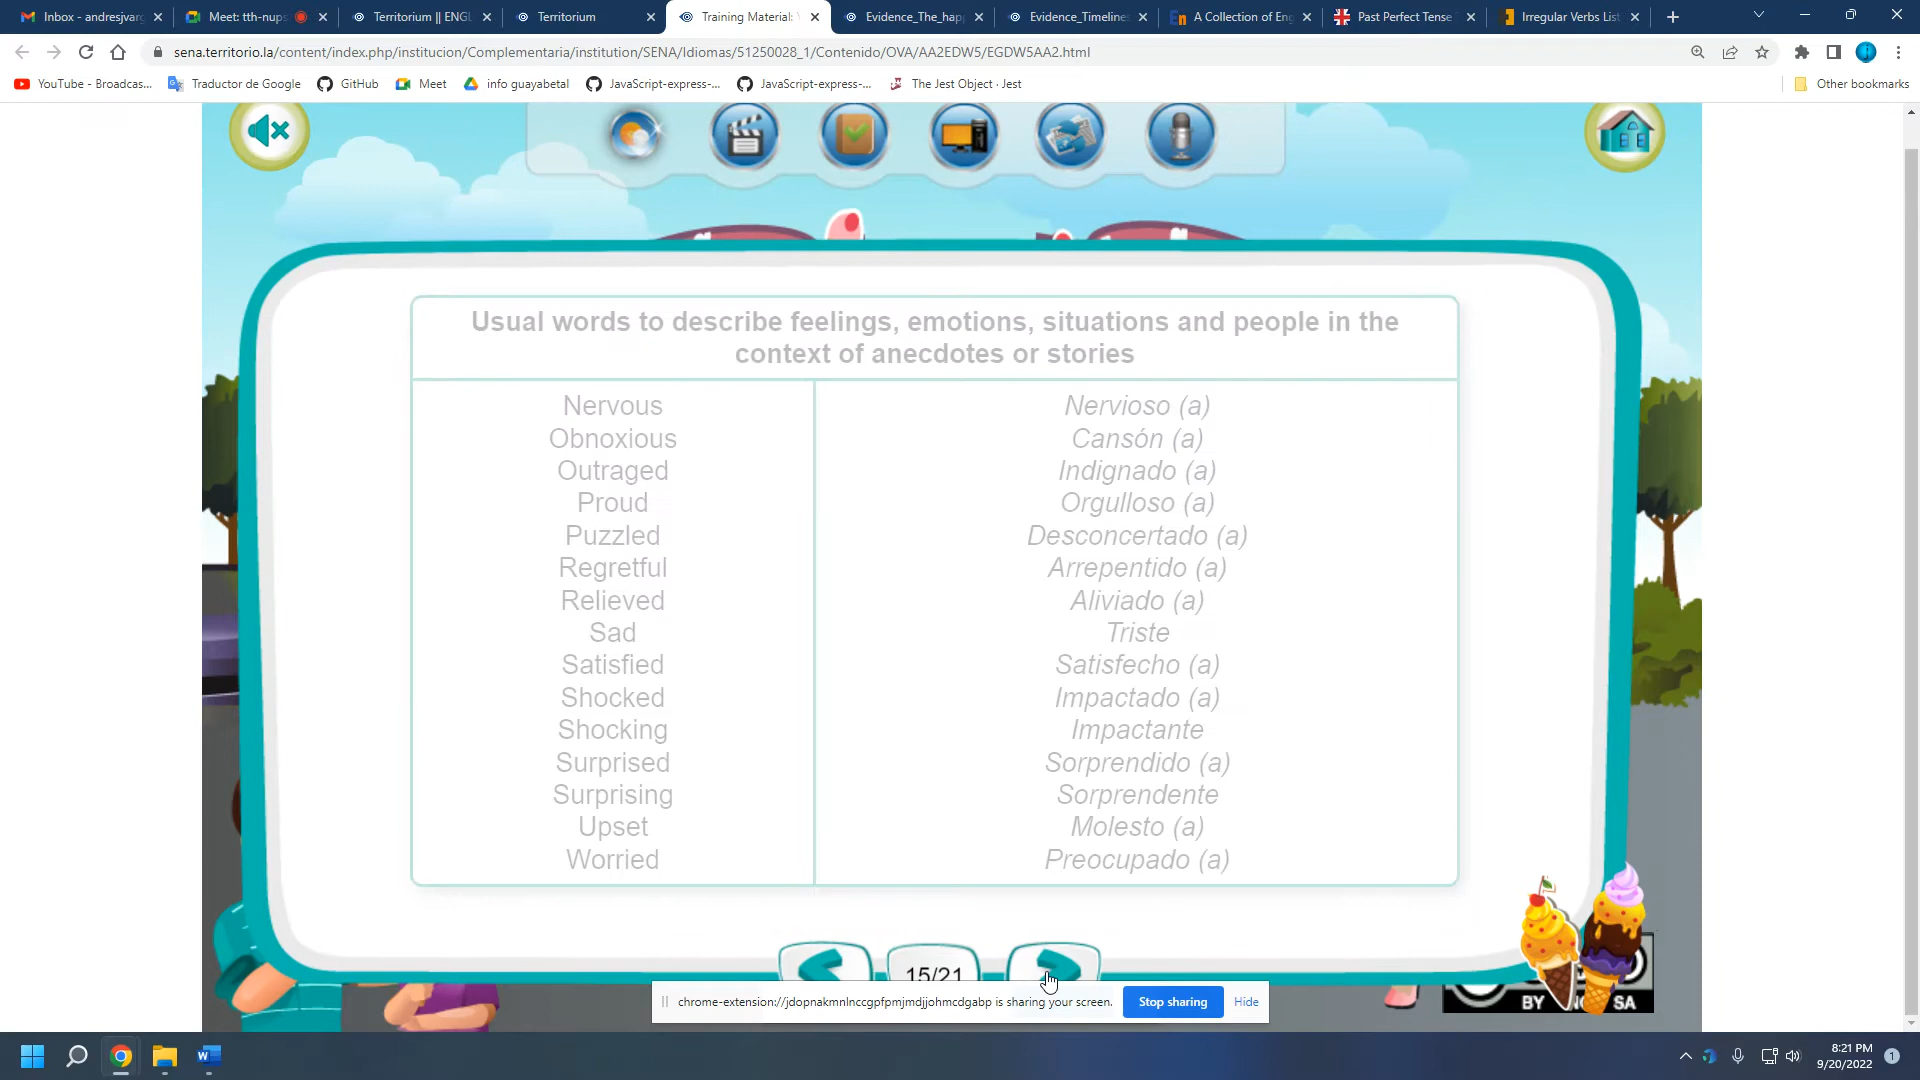 Inbox - andresjvar
Meet: tth-nups
Territorium || ENGL
Territorium
Training Material: 
Evidence_The_hap
Evidence_Timeline
A Collection of Eng
Past Perfect Tense
Irregular Verbs List
sena.territorio.la/content/index.php/institucion/Complementaria/institution/SENA/Idiomas/51250028_1/Contenido/OVA/AA2EDW5/EGDW5AA2.html
YouTube - Broadcas...
Traductor de Google
GitHub
Meet
info guayabetal
JavaScript-express-...
JavaScript-express-...
The Jest Object · Jest
Other bookmarks
Usual words to describe feelings, emotions, situations and people in the
context of anecdotes or stories
Nervous Nervioso (a)
Obnoxious Cansón (a)
Outraged Indignado (a)
Proud Orgulloso (a)
Puzzled Desconcertado (a)
Regretful Arrepentido (a)
Relieved Aliviado (a)
Sad Triste
Satisfied Satisfecho (a)
Shocked Impactado (a)
Shocking Impactante
Surprised Sorprendido (a)
Surprising Sorprendente
Upset Molesto (a)
Worried Preocupado (a)
15/21
chrome-extension://jdopnakmnlnccgpfpmjmdjjohmcdgabp is sharing your screen.
Stop sharing
Hide
BY SA
8:21 PM
9/20/2022
1